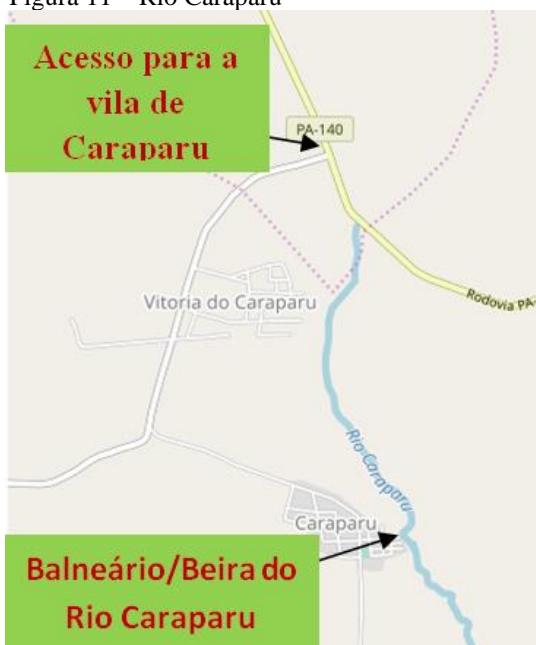 Figura 11 – Rio Caraparu
Acesso para a
vila de
Caraparu
PA-140
Vitoria do Caraparu
Rodovia PA-
Rio Caraparu
Caraparu
Balneário/Beira do
Rio Caraparu